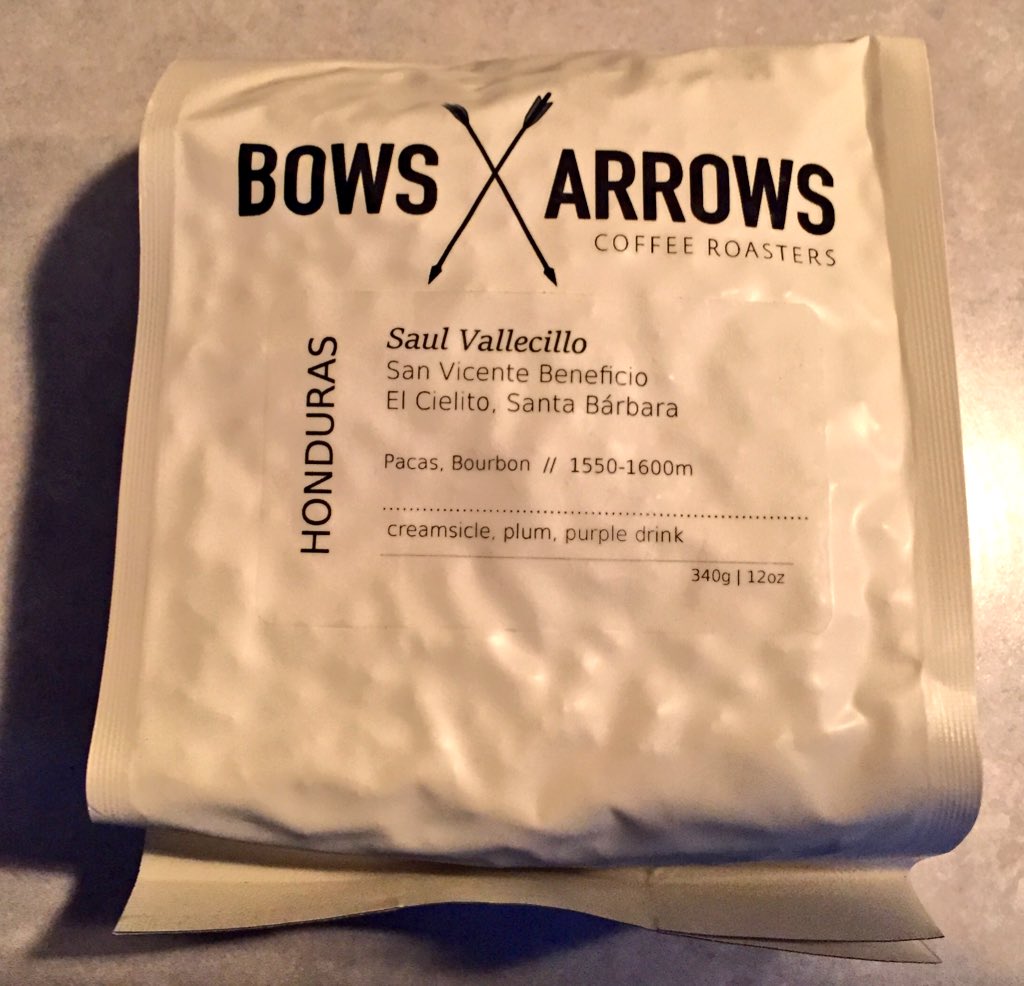 BOWS ARROWS
COFFEE ROASTERS
HONDURAS
Saul Vallecillo
San Vicente Beneficio
El Cielito, Santa Bárbara
Pacas, Bourbon // 1550-1600m
creamsicle, plum, purple drink
340g | 12oz